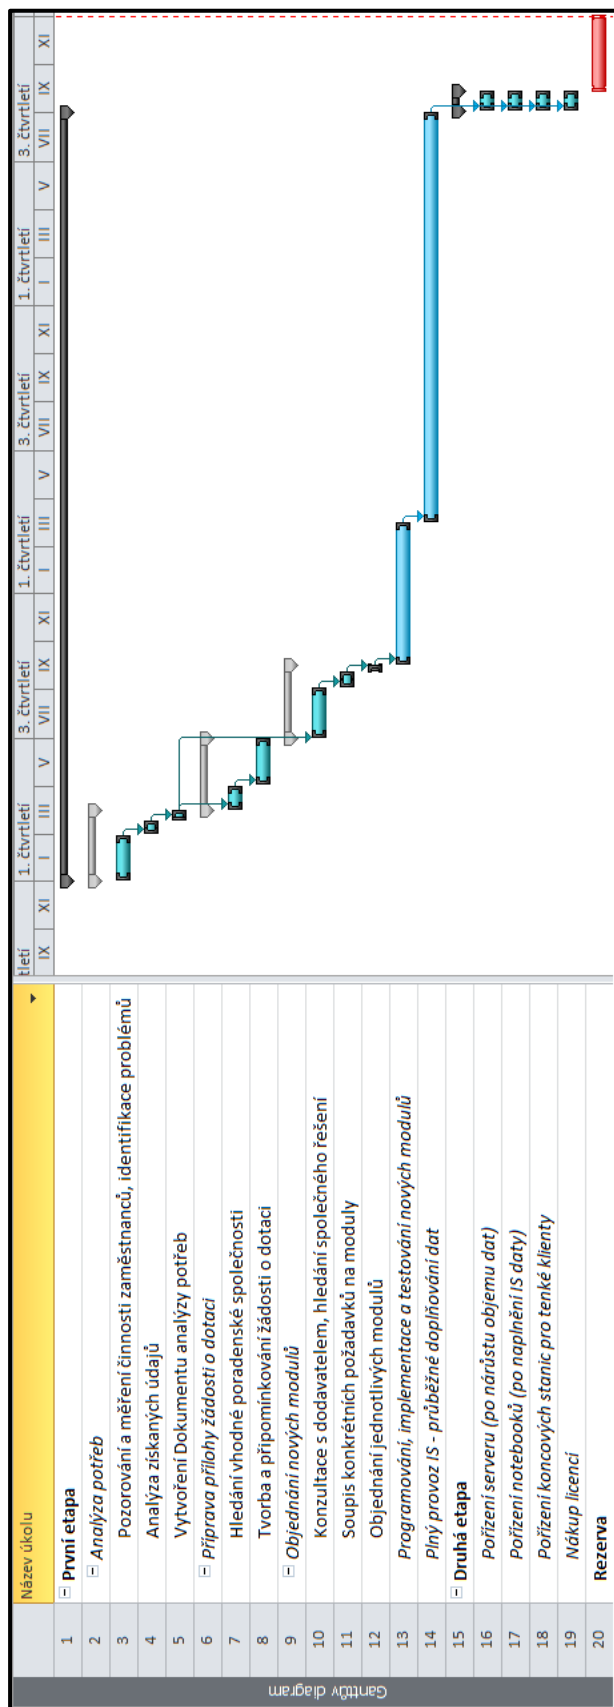 Ganttův diagram
Název úkolu
tletí 1. čtvrtletí 3. čtvrtletí 1. čtvrtletí 3. čtvrtletí 1. čtvrtletí 3. čtvrtletí
IX XI I III V VII IX XI I III V VII IX XI I III V VII IX XI
1 První etapa
2 Analýza potřeb
3 Pozorování a měření činnosti zaměstnanců, identifikace problémů
4 Analýza získaných údajů
5 Vytvoření Dokumentu analýzy potřeb
6 Příprava přílohy žádosti o dotaci
7 Hledání vhodné poradenské společnosti
8 Tvorba a připomínkování žádosti o dotaci
9 Objednání nových modulů
10 Konzultace s dodavatelem, hledání společného řešení
11 Soupis konkrétních požadavků na moduly
12 Objednání jednotlivých modulů
13 Programování, implementace a testování nových modulů
14 Plný provoz IS - průběžné doplňování dat
15 Druhá etapa
16 Pořízení serveru (po nárůstu objemu dat)
17 Pořízení notebooků (po naplnění IS daty)
18 Pořízení koncových stanic pro tenké klienty
19 Nákup licencí
20 Rezerva